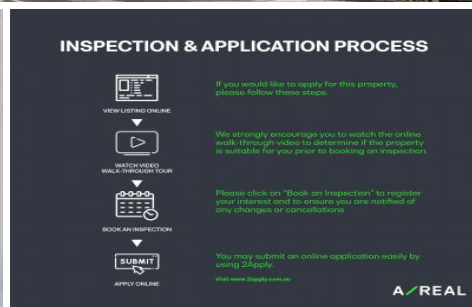 INSPECTION & APPLICATION PROCESS
VIEW LISTING ONLINE
If you would like to apply for this property,
please follow these steps.
WATCH VIDEO
WALK-THROUGH TOUR
We strongly encourage you to watch the online
walk-through video to determine if the property
is suitable for you prior to booking an inspection.
BOOK AN INSPECTION
Please click on "Book an Inspection" to register
your interest and to ensure you are notified of
any changes or cancellations
SUBMIT
APPLY ONLINE
You may submit an online application easily by
using 2Apply.
Visit www.2apply.com.au
A/REAL